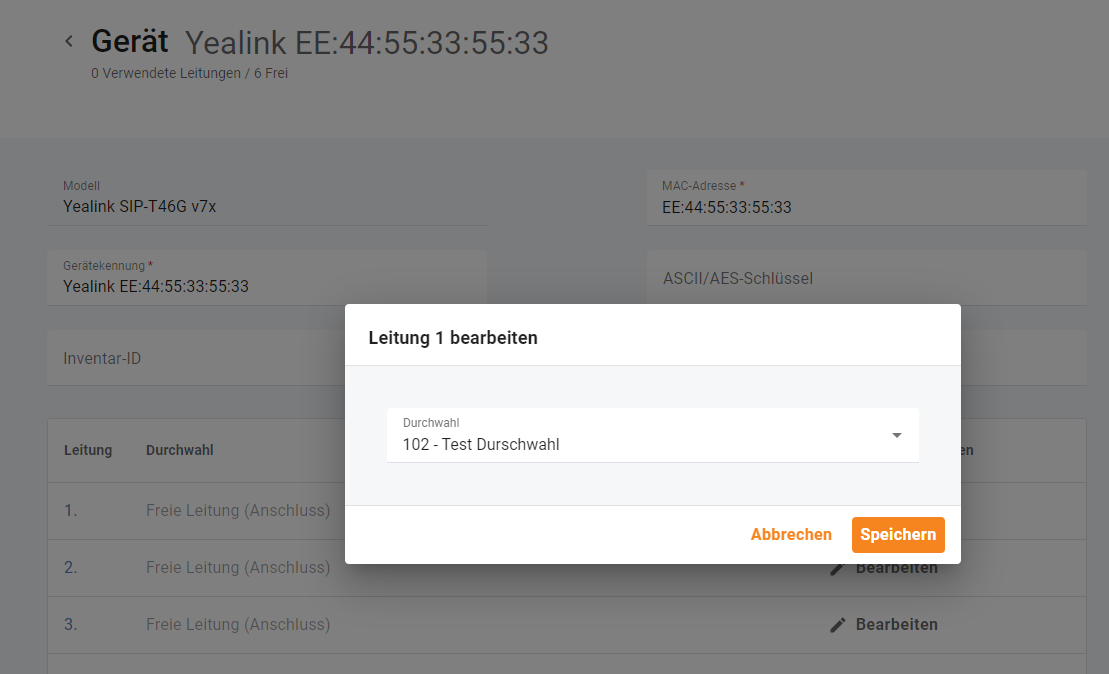 Gerät Yealink EE:44:55:33:55:33
0 Verwendete Leitungen / 6 Frei
Modell
Yealink SIP-T46G v7x
MAC-Adresse *
EE:44:55:33:55:33
Gerätekennung *
Yealink EE:44:55:33:55:33
ASCII/AES-Schlüssel
Inventar-ID
Leitung 1 bearbeiten
Durchwahl
102 - Test Durschwahl
Abbrechen Speichern
Leitung Durchwahl en
1. Freie Leitung (Anschluss)
2. Freie Leitung (Anschluss) Bearbeiten
3. Freie Leitung (Anschluss) Bearbeiten